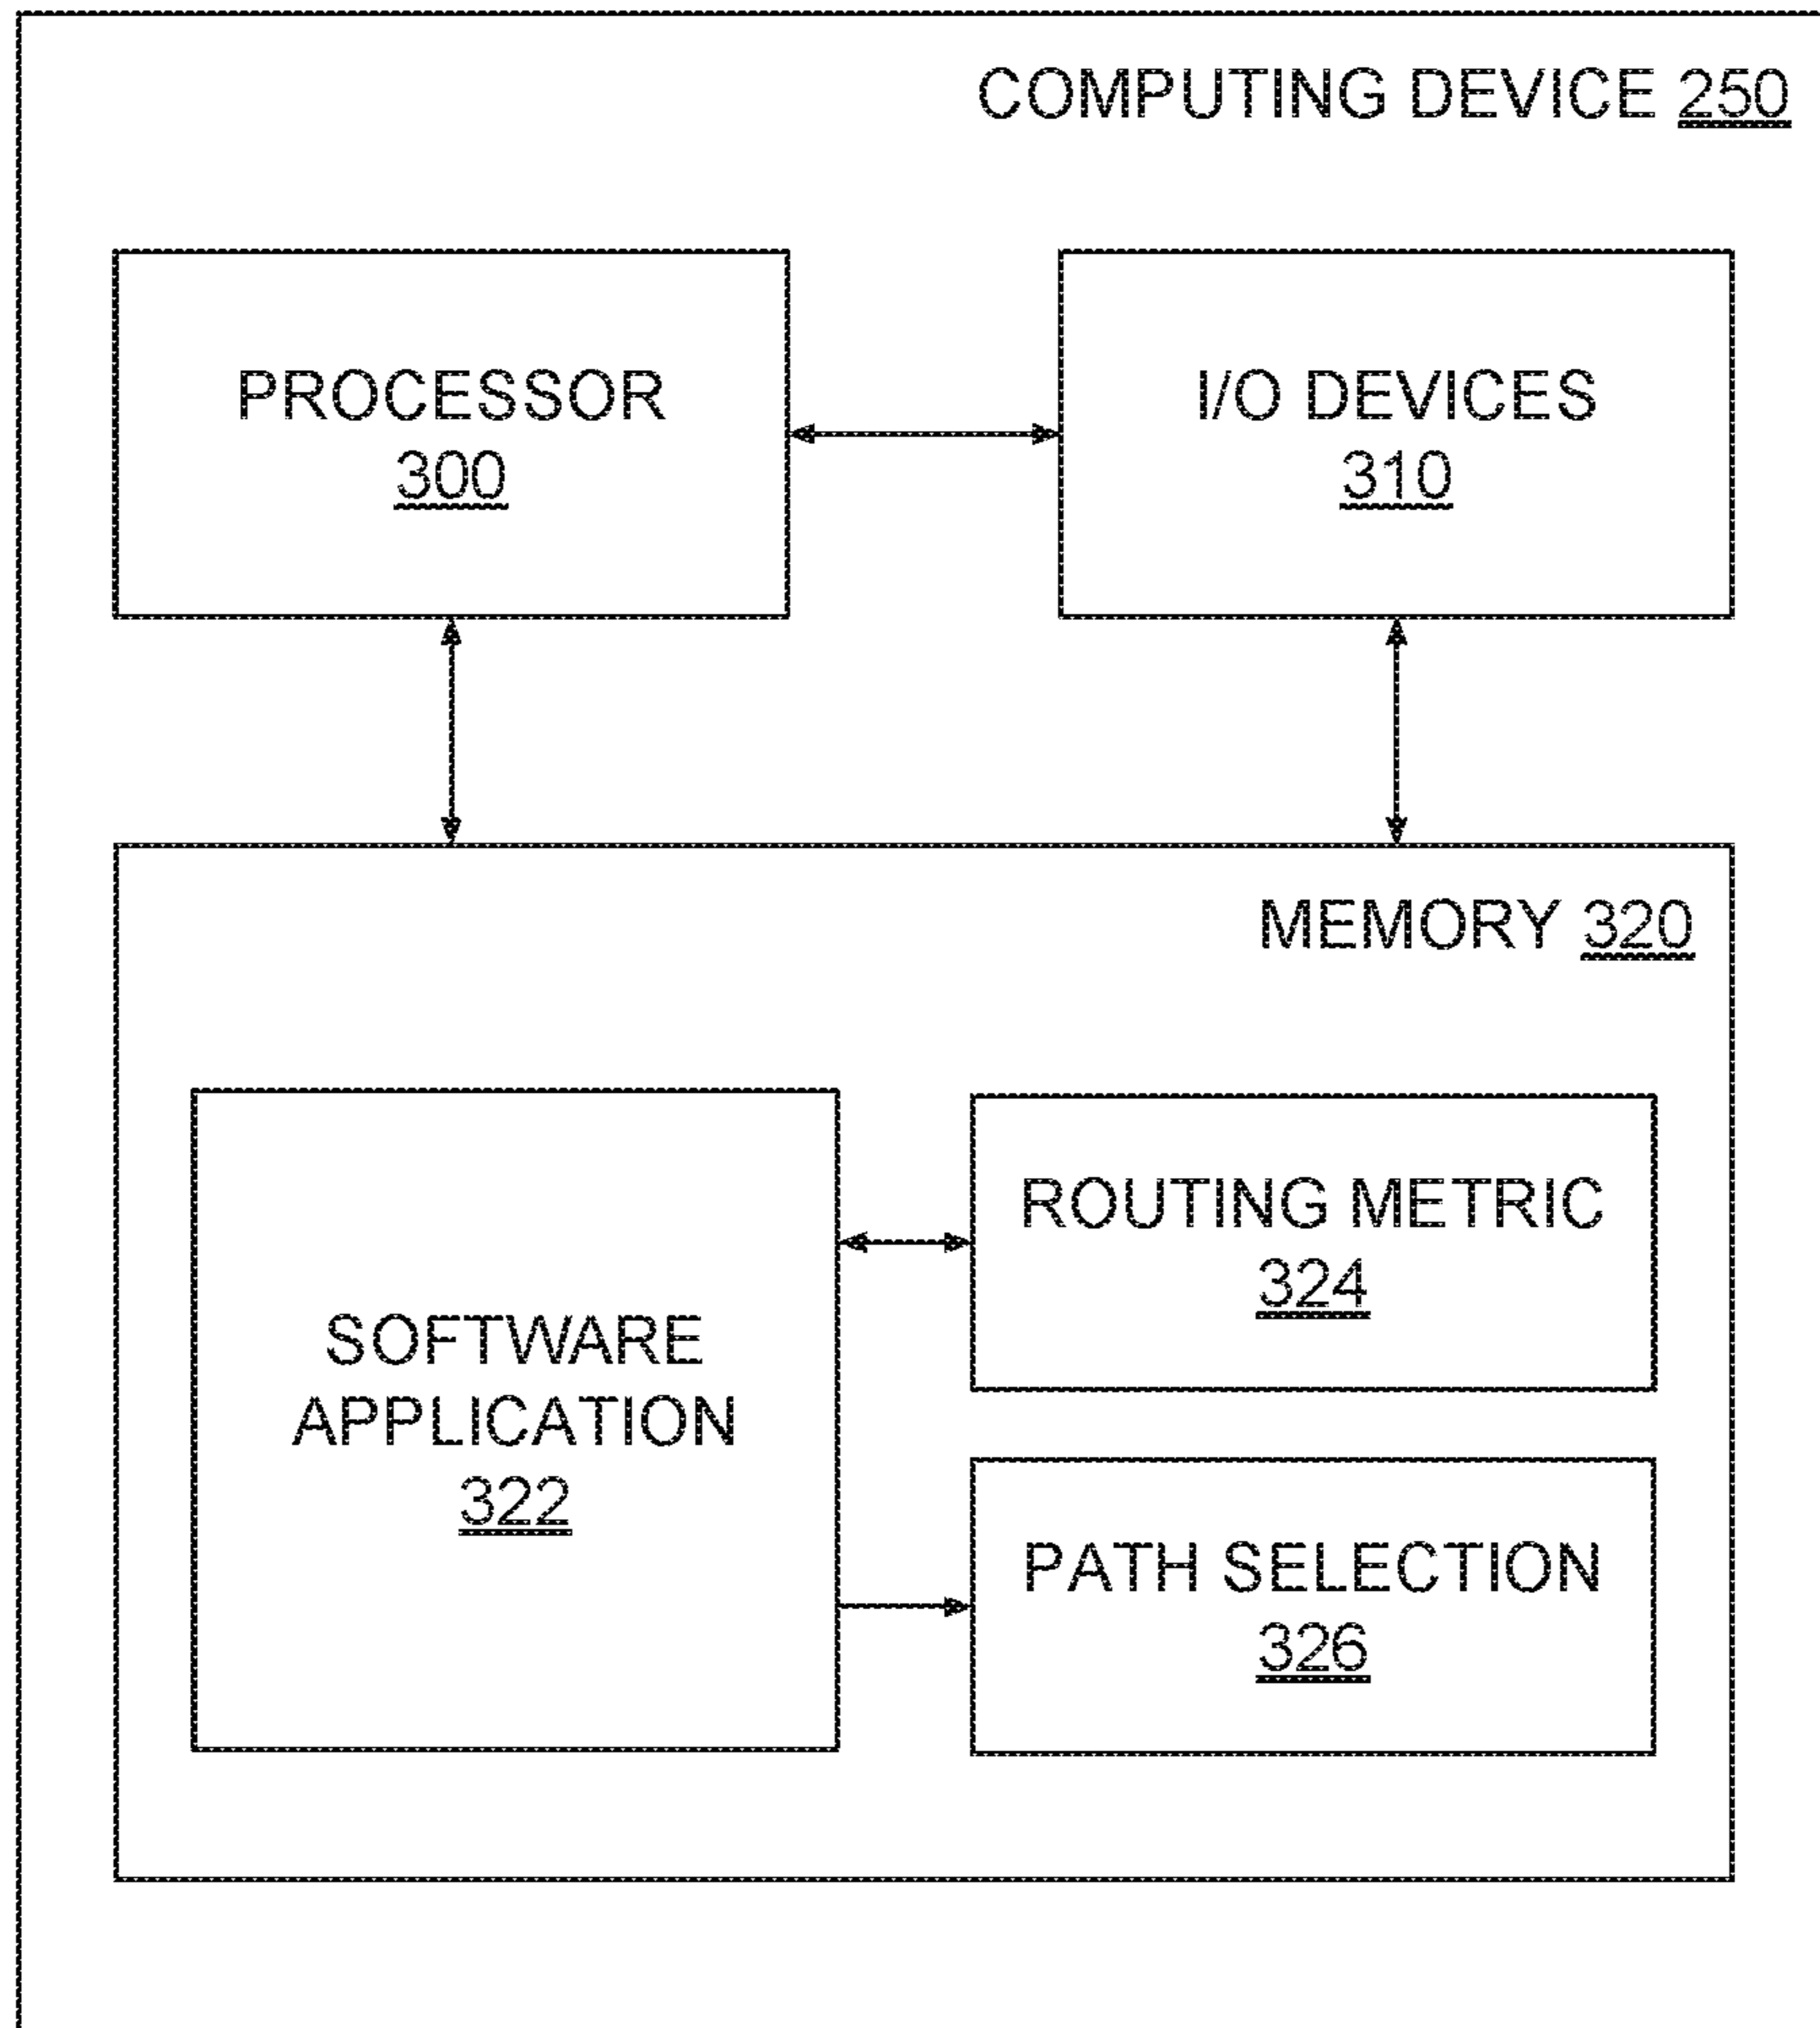 COMPUTING DEVICE 250
PROCESSOR
300
I/O DEVICES
310
MEMORY 320
SOFTWARE
APPLICATION
322
ROUTING METRIC
324
PATH SELECTION
326